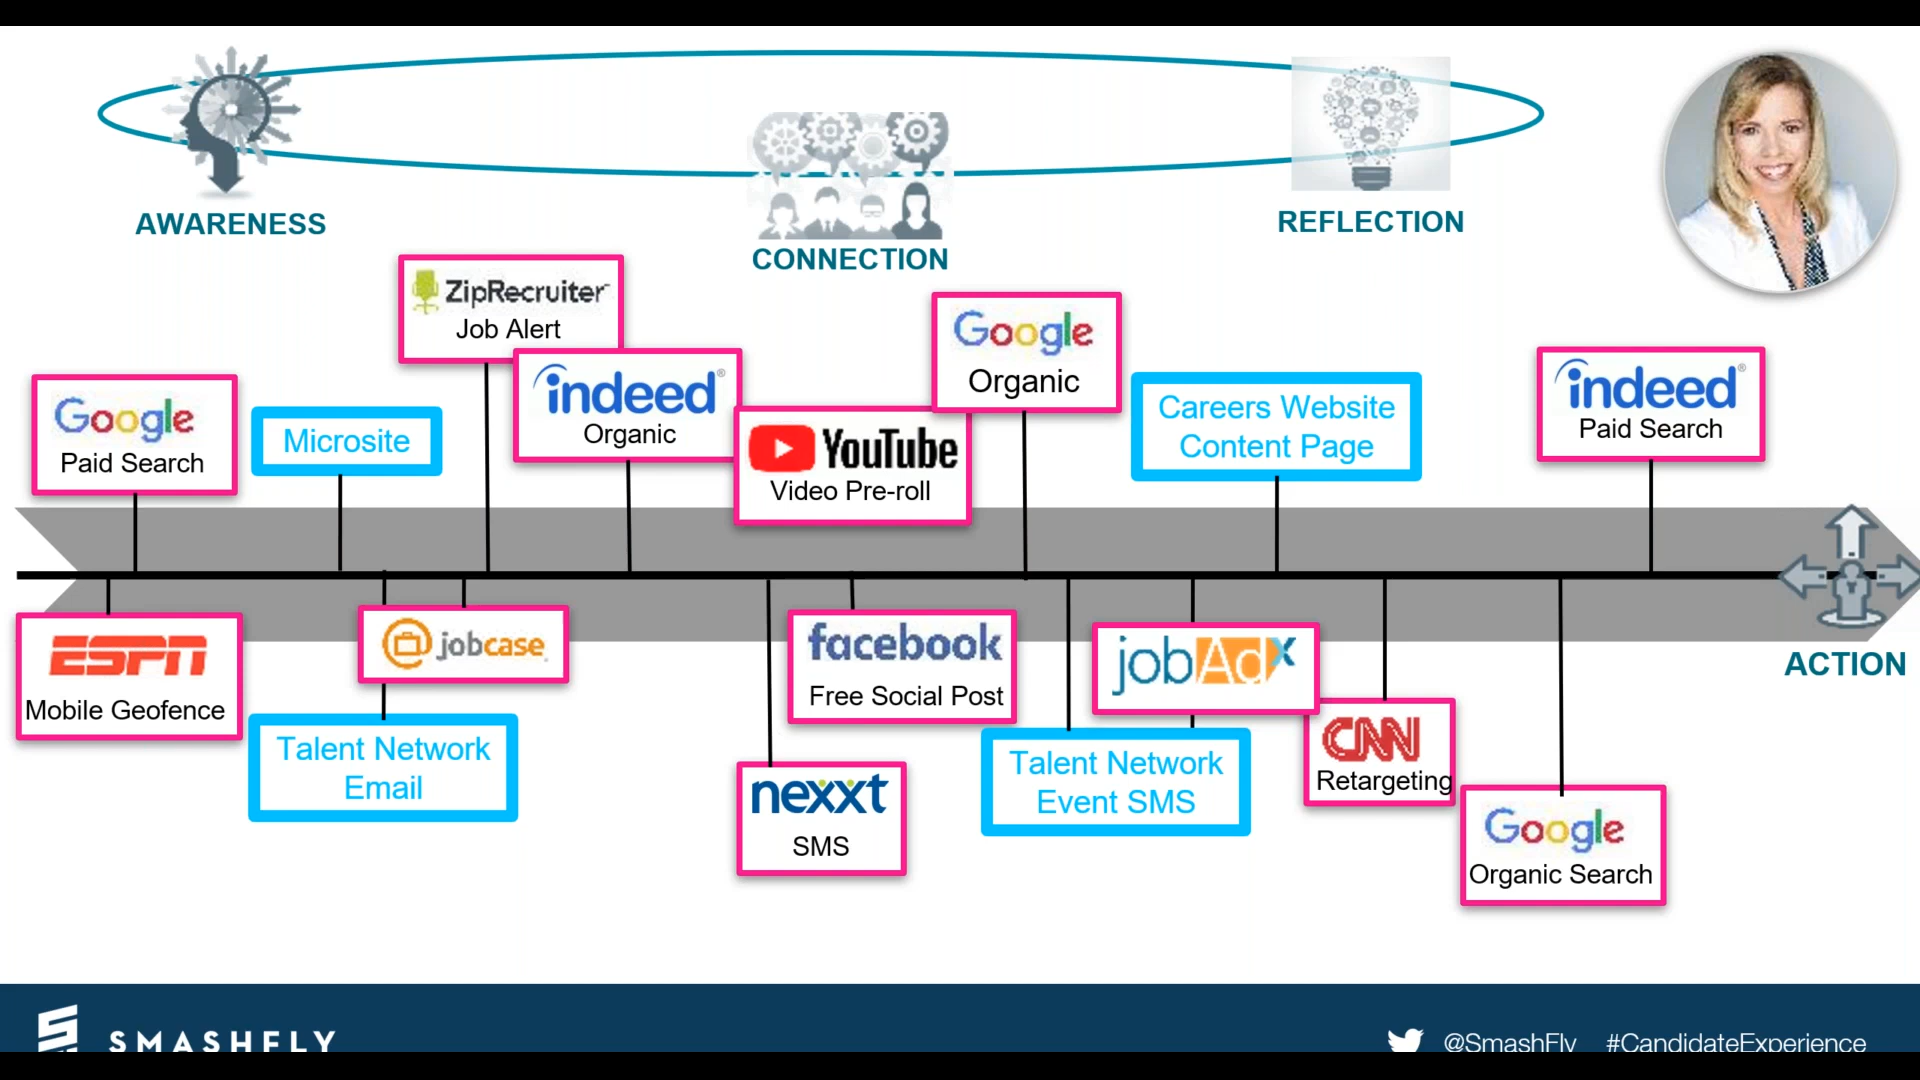 AWARENESS
CONNECTION
REFLECTION
ZipRecruiter
Job Alert
Google
Paid Search
Microsite
indeed®
Organic
YouTube
Video Pre-roll
Google
Organic
Careers Website
Content Page
indeed®
Paid Search
ESPN
Mobile Geofence
jobcase
Talent Network
Email
nexxt
SMS
facebook
Free Social Post
Talent Network
Event SMS
jobAdX
CNN
Retargeting
Google
Organic Search
ACTION
SMASHFLY
@SmashFly #CandidateExperience